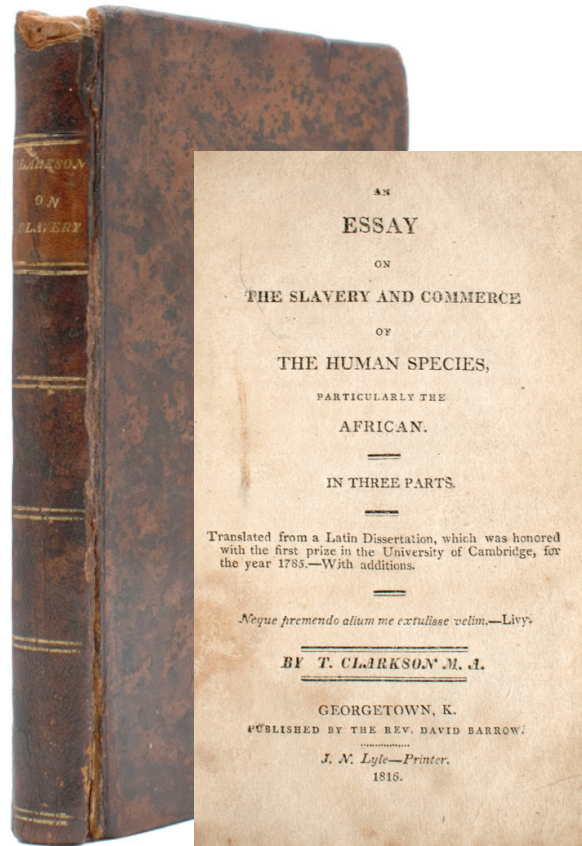 CLARKSON
ON
SLAVERY
AN
ESSAY
ON
THE SLAVERY AND COMMERCE
OF
THE HUMAN SPECIES,
PARTICULARLY THE
AFRICAN.
IN THREE PARTS.
Translated from a Latin Dissertation, which was honored
with the first prize in the University of Cambridge, for
the year 1785.—With additions.
Neque premendo alium me extulisse velim.—Livy.
BY T. CLARKSON M. A.
GEORGETOWN, K.
PUBLISHED BY THE REV. DAVID BARROW.
J. N. Lyle—Printer.
1816.